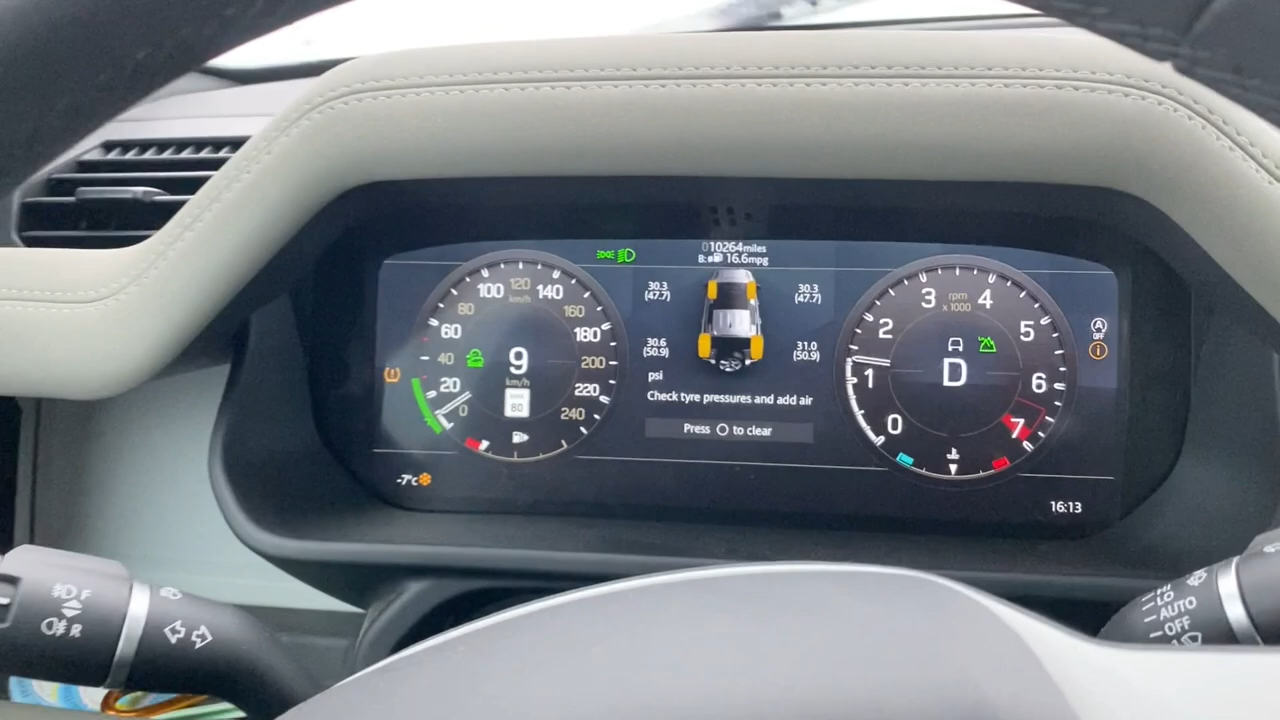 010264miles
B: 16.6mpg
30.3
(47.7)
30.3
(47.7)
30.6
(50.9)
31.0
(50.9)
psi
Check tyre pressures and add air
Press to clear
0
20
40
60
80
100
120
km/h
140
160
180
200
220
240
9
km/h
80
-7°c
0
1
2
3
4
5
6
7
rpm
x 1000
D
A
OFF
16:13
F
R
LO
AUTO
OFF